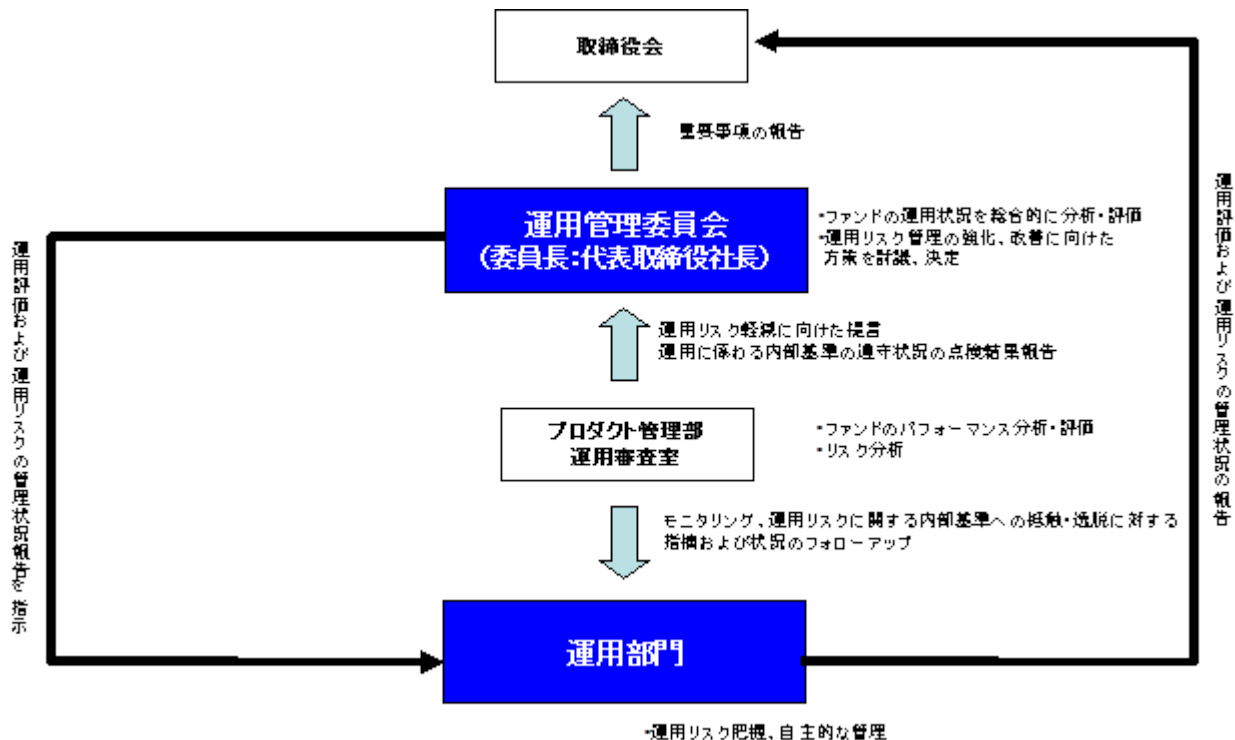 取締役会
重要事項の報告
運用管理委員会
(委員長:代表取締役社長)
・ファンドの運用状況を総合的に分析・評価
・運用リスク管理の強化、改善に向けた
方策を討議、決定
運用リスク軽減に向けた提言
運用に係わる内部基準の遵守状況の点検結果報告
プロダクト管理部
運用審査室
・ファンドのパフォーマンス分析・評価
・リスク分析
モニタリング、運用リスクに関する内部基準への抵触・逸脱に対する
指摘および状況のフォローアップ
運用部門
・運用リスク把握、自主的な管理
運用評価および運用リスクの管理状況報告を指示
運用評価および運用リスクの管理状況の報告